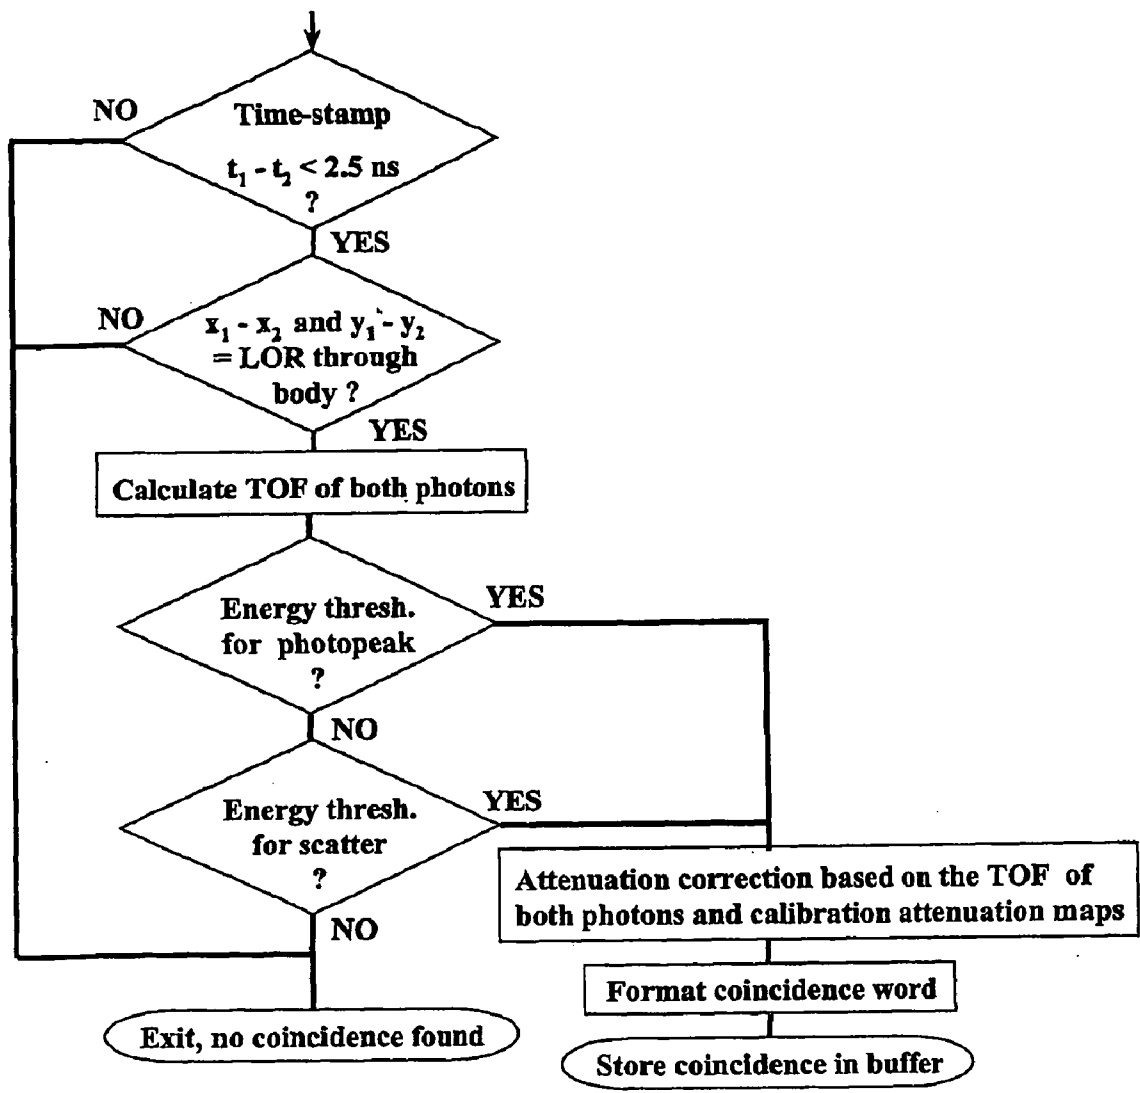 NO
Time-stamp
t₁ - t₂ < 2.5 ns
?
YES
NO
x₁ - x₂ and y₁ - y₂
= LOR through
body ?
YES
Calculate TOF of both photons
YES
Energy thresh.
for photopeak
?
NO
YES
Energy thresh.
for scatter
?
NO
Attenuation correction based on the TOF of
both photons and calibration attenuation maps
Format coincidence word
Exit, no coincidence found
Store coincidence in buffer